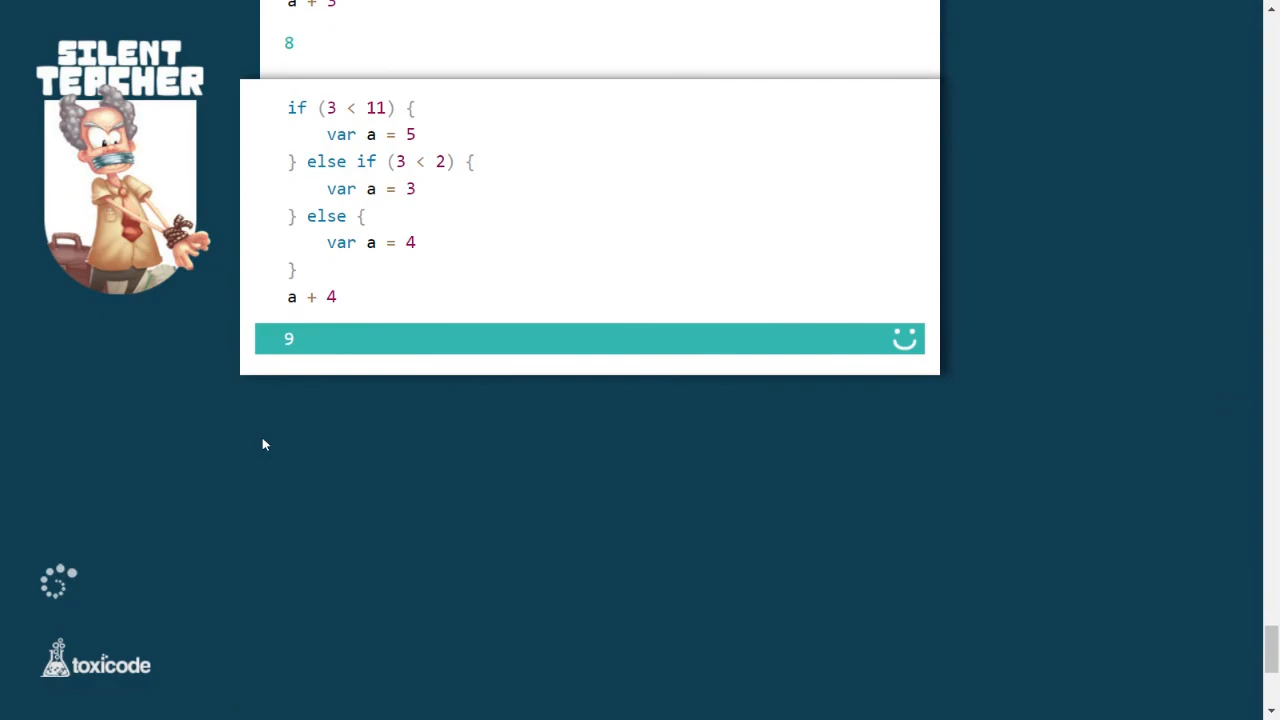 a + 3
8
SILENT
TEACHER
if (3 < 11) {
    var a = 5
} else if (3 < 2) {
    var a = 3
} else {
    var a = 4
}
a + 4
9
toxicode